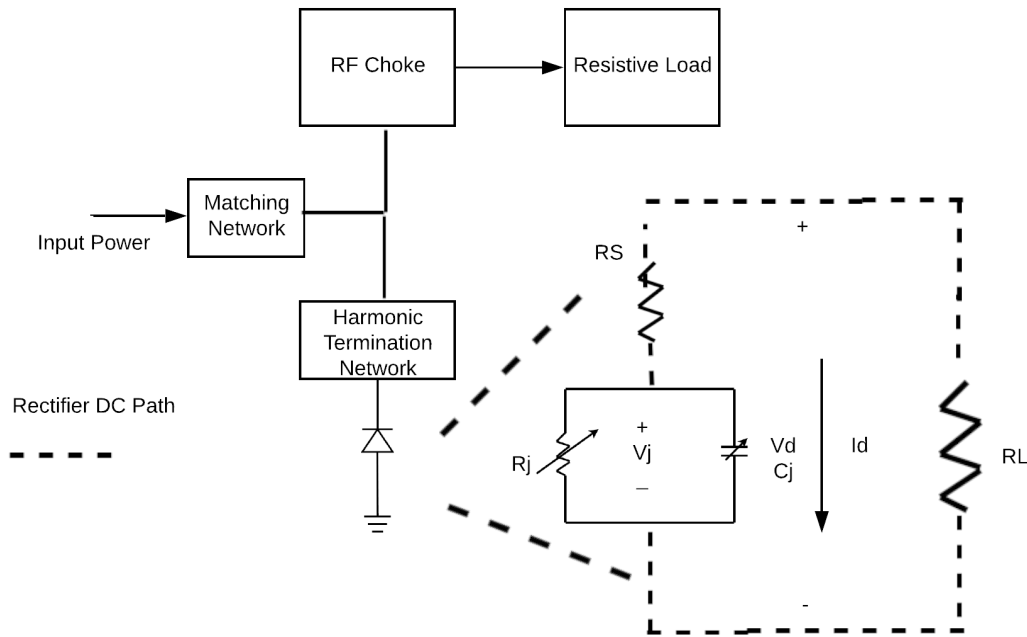 RF Choke
Resistive Load
Matching
Network
Input Power
Harmonic
Termination
Network
Rectifier DC Path
RS
+
Rj
+
Vj
_
Vd
Cj
Id
RL
-